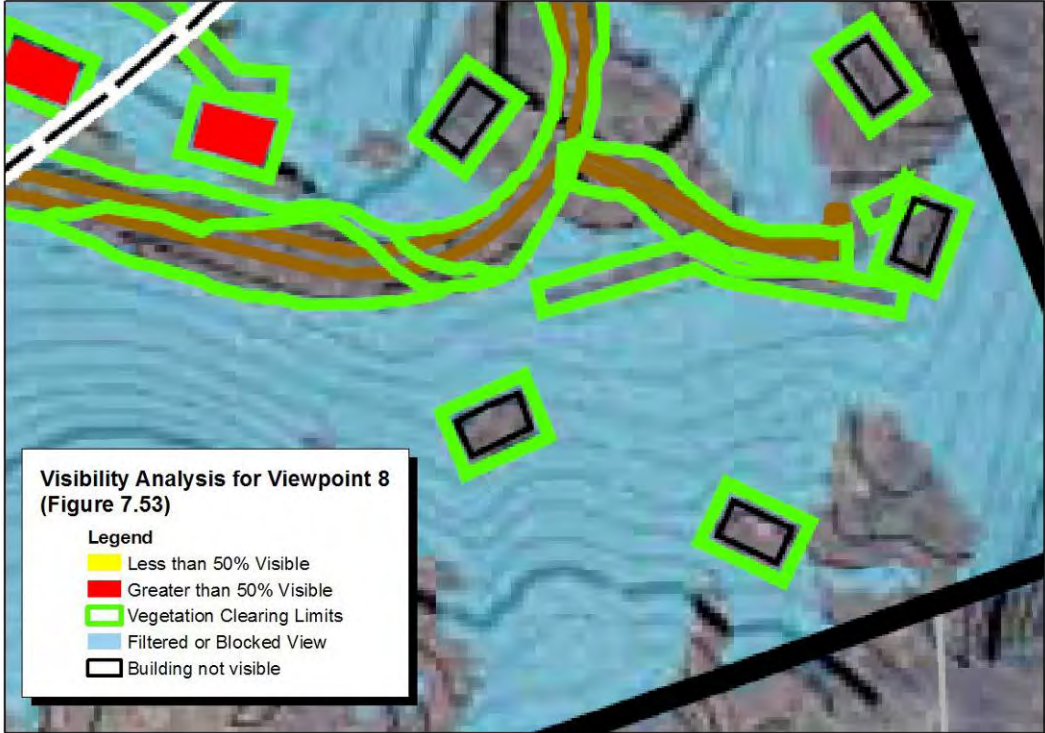 Visibility Analysis for Viewpoint 8
(Figure 7.53)
Legend
Less than 50% Visible
Greater than 50% Visible
Vegetation Clearing Limits
Filtered or Blocked View
Building not visible